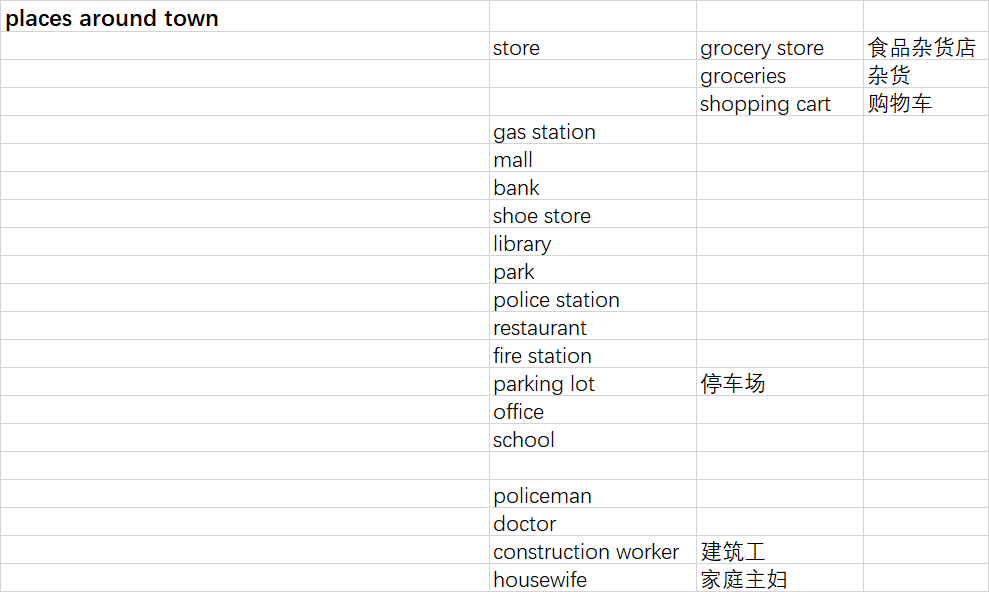 places around town
store grocery store 食品杂货店
groceries 杂货
shopping cart 购物车
gas station
mall
bank
shoe store
library
park
police station
restaurant
fire station
parking lot 停车场
office
school
policeman
doctor
construction worker 建筑工
housewife 家庭主妇